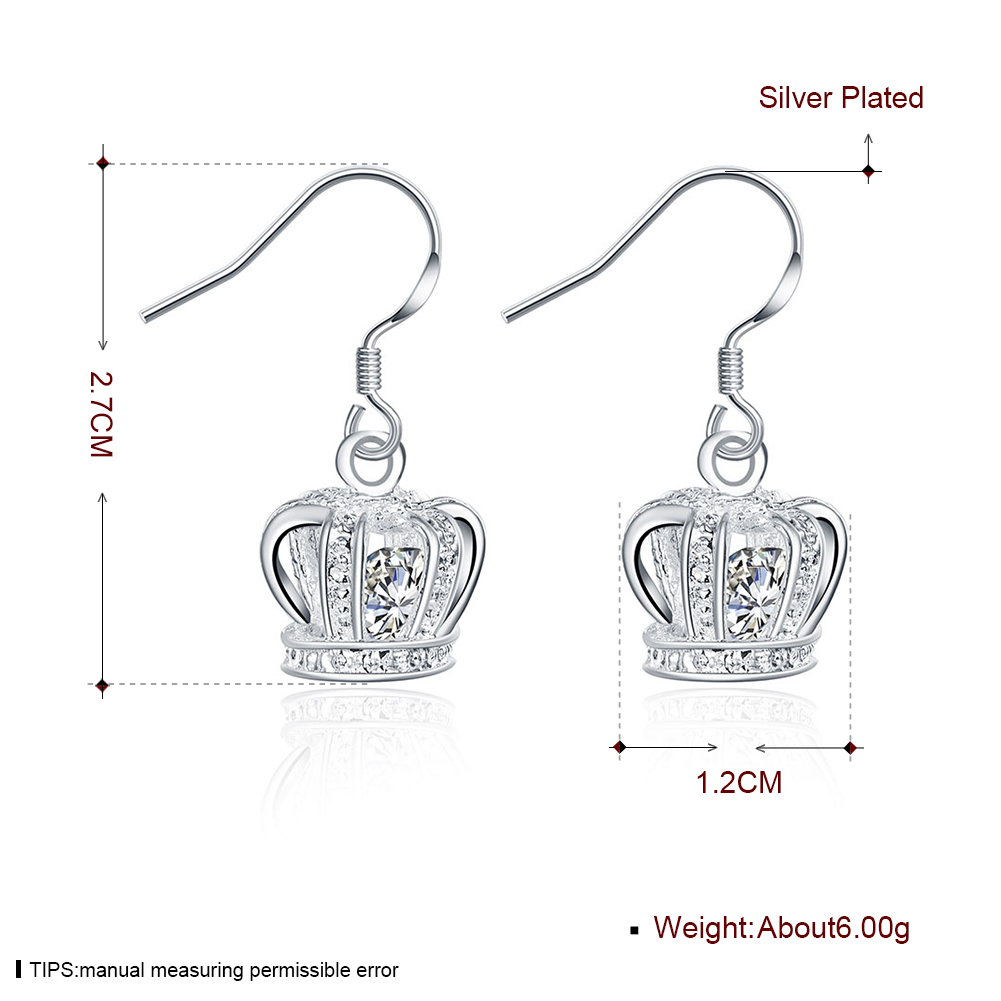 Silver Plated
2.7CM
1.2CM
Weight:About6.00g
TIPS:manual measuring permissible error